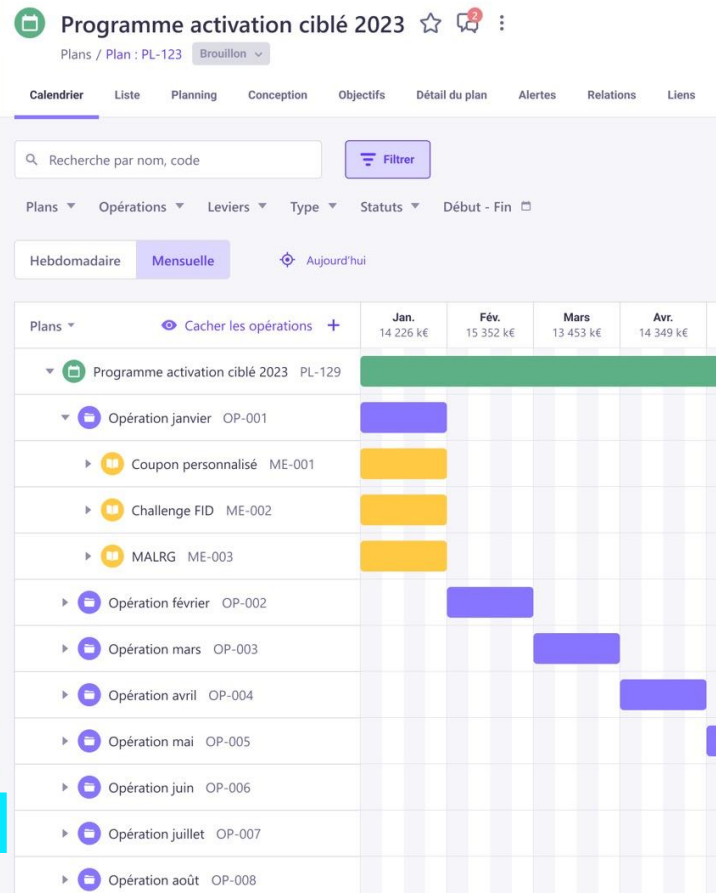 Programme activation ciblé 2023 2
Plans / Plan : PL-123 Brouillon
Calendrier Liste Planning Conception Objectifs Détail du plan Alertes Relations Liens
Recherche par nom, code Filtrer
Plans Opérations Leviers Type Statuts Début - Fin
Hebdomadaire Mensuelle Aujourd'hui
Plans Cacher les opérations + Jan. Fév. Mars Avr.
14 226 k€ 15 352 k€ 13 453 k€ 14 349 k€
Programme activation ciblé 2023 PL-129
Opération janvier OP-001
Coupon personnalisé ME-001
Challenge FID ME-002
MALRG ME-003
Opération février OP-002
Opération mars OP-003
Opération avril OP-004
Opération mai OP-005
Opération juin OP-006
Opération juillet OP-007
Opération août OP-008